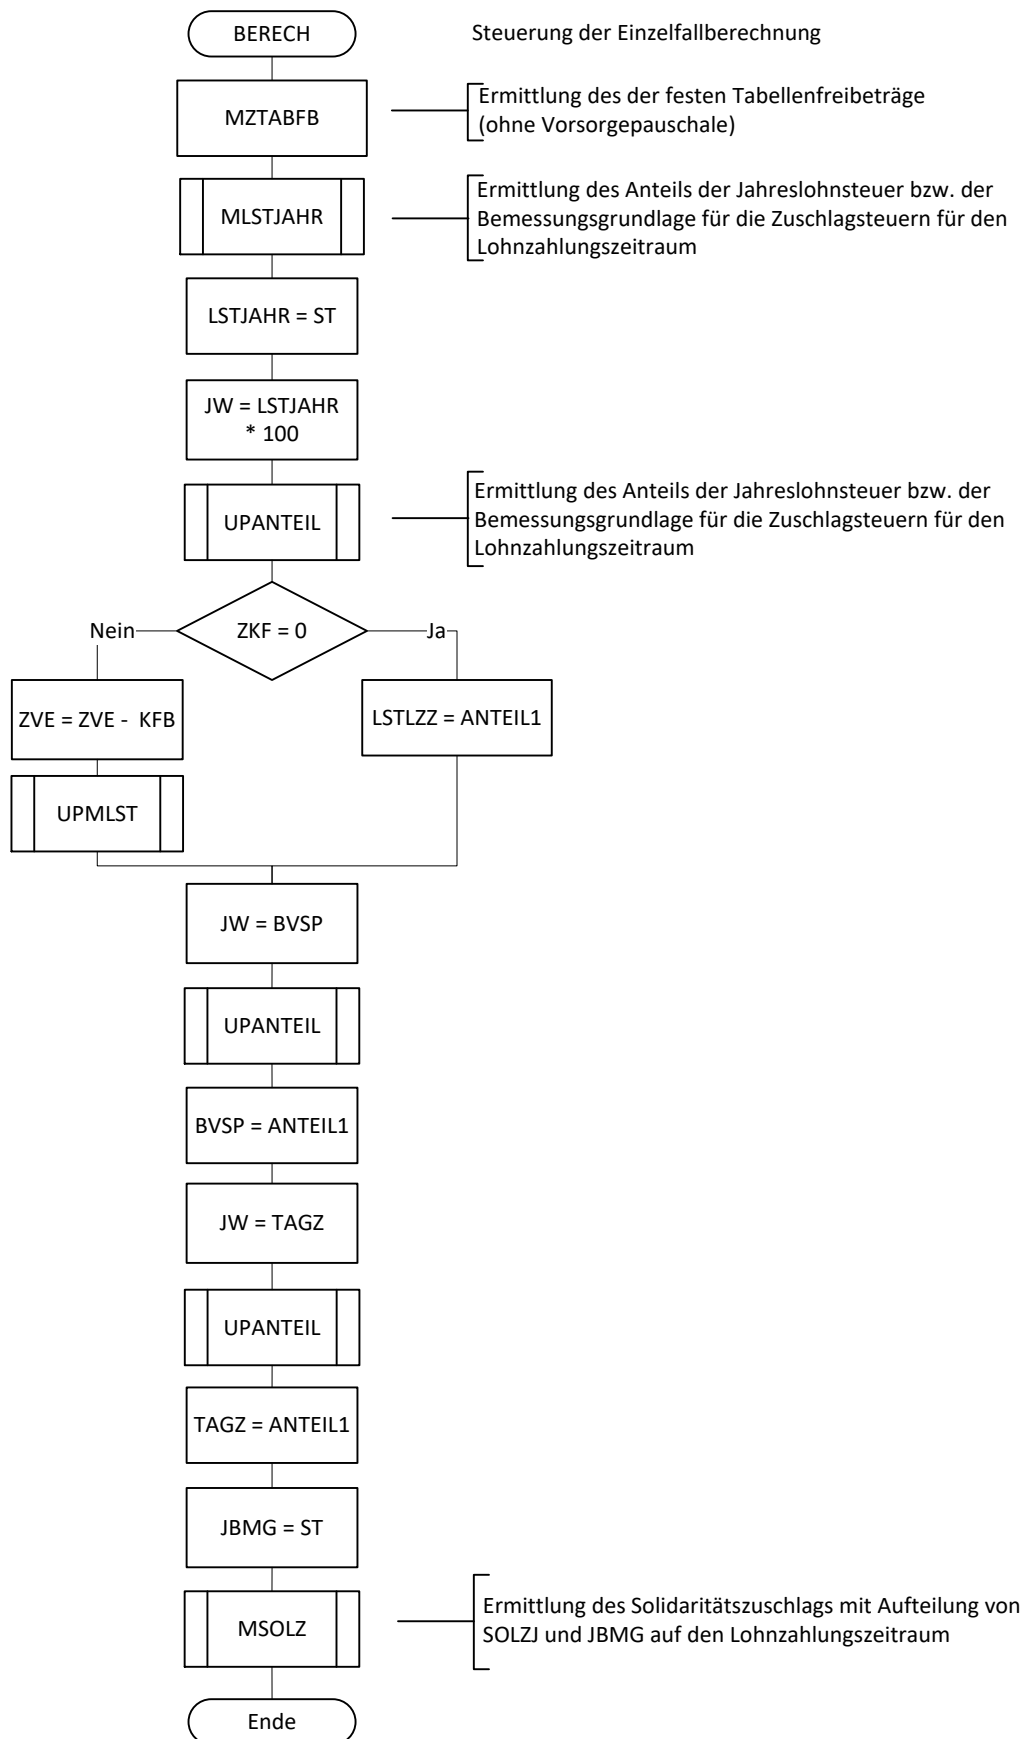 BERECH
Steuerung der Einzelfallberechnung
MZTABFB
Ermittlung des der festen Tabellenfreibeträge
(ohne Vorsorgepauschale)
MLSTJAHR
Ermittlung des Anteils der Jahreslohnsteuer bzw. der
Bemessungsgrundlage für die Zuschlagsteuern für den
Lohnzahlungszeitraum
LSTJAHR = ST
JW = LSTJAHR
* 100
UPANTEIL
Ermittlung des Anteils der Jahreslohnsteuer bzw. der
Bemessungsgrundlage für die Zuschlagsteuern für den
Lohnzahlungszeitraum
Nein
ZKF = 0
Ja
ZVE = ZVE - KFB
LSTLZZ = ANTEIL1
UPMLST
JW = BVSP
UPANTEIL
BVSP = ANTEIL1
JW = TAGZ
UPANTEIL
TAGZ = ANTEIL1
JBMG = ST
MSOLZ
Ermittlung des Solidaritätszuschlags mit Aufteilung von
SOLZJ und JBMG auf den Lohnzahlungszeitraum
Ende